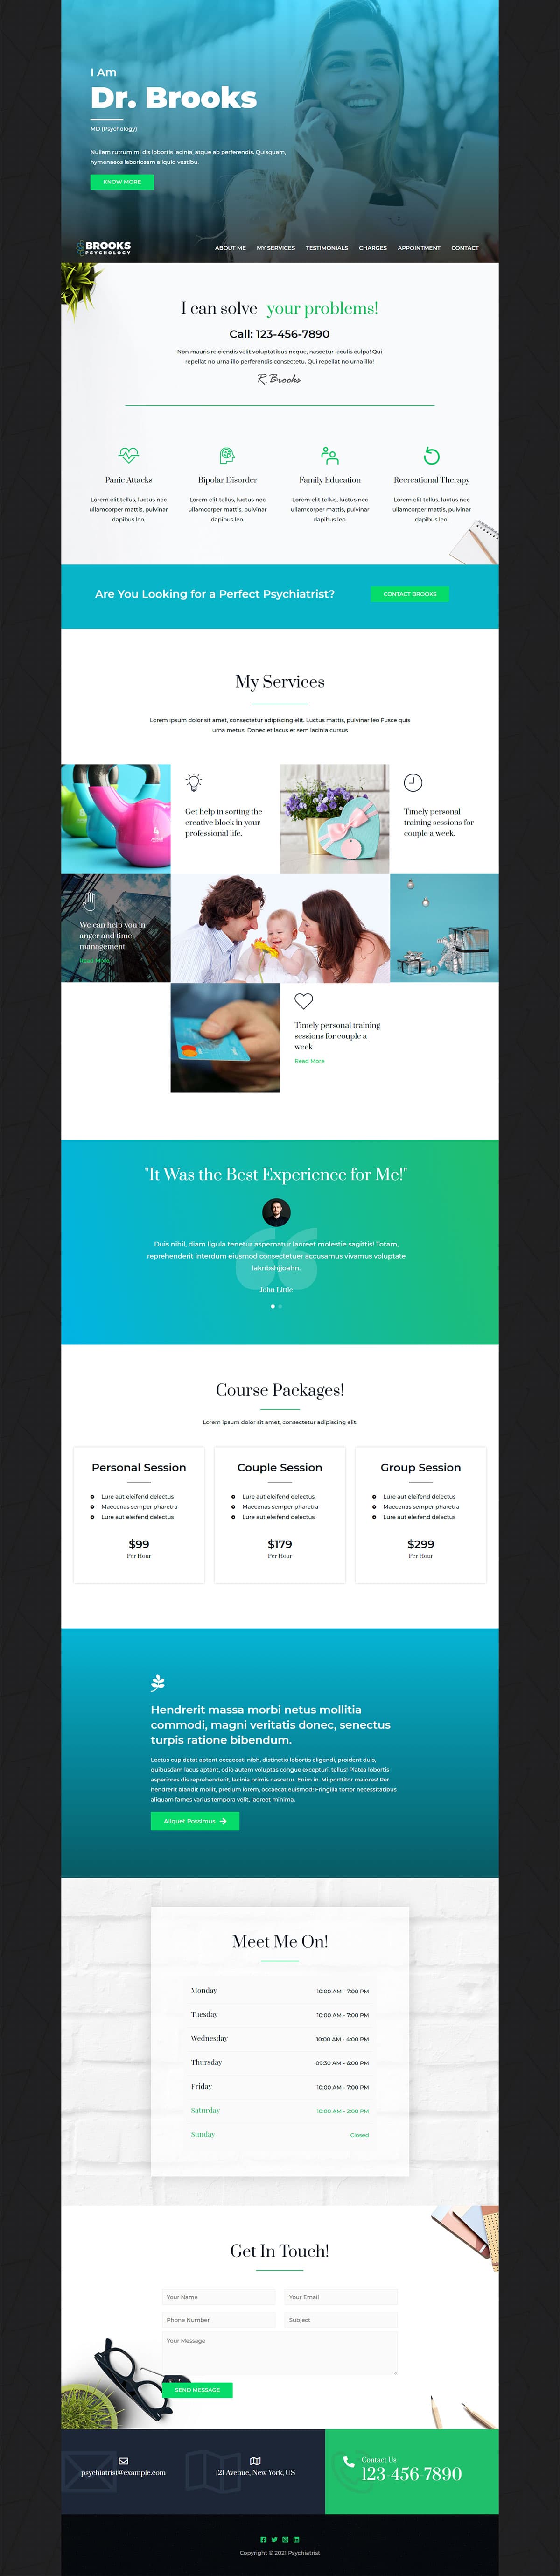 I Am
Dr. Brooks
MD (Psychology)
Nullam rutrum mi dis lobortis lacinia, atque ab perferendis. Quisquam,
hymenaeos laboriosam aliquid vestibu.
KNOW MORE
BROOKS
PSYCHOLOGY
ABOUT ME MY SERVICES TESTIMONIALS CHARGES APPOINTMENT CONTACT
I can solve your problems!
Call: 123-456-7890
Non mauris reiciendis velit voluptatibus neque, nascetur iaculis culpa! Qui
repellat no urna illo perferendis consectetu. Qui repellat no urna illo!
R. Brooks
Panic Attacks
Lorem elit tellus, luctus nec
ullamcorper mattis, pulvinar
dapibus leo.
Bipolar Disorder
Lorem elit tellus, luctus nec
ullamcorper mattis, pulvinar
dapibus leo.
Family Education
Lorem elit tellus, luctus nec
ullamcorper mattis, pulvinar
dapibus leo.
Recreational Therapy
Lorem elit tellus, luctus nec
ullamcorper mattis, pulvinar
dapibus leo.
Are You Looking for a Perfect Psychiatrist?
CONTACT BROOKS
My Services
Lorem ipsum dolor sit amet, consectetur adipiscing elit. Luctus mattis, pulvinar leo Fusce quis
urna metus. Donec et lacus et sem lacinia cursus
Get help in sorting the
creative block in your
professional life.
Timely personal
training sessions for
couple a week.
We can help you in
anger and time
management
Read More
Timely personal training
sessions for couple a
week.
Read More
"It Was the Best Experience for Me!"
Duis nihil, diam ligula tenetur aspernatur laoreet molestie sagittis! Totam,
reprehenderit interdum eiusmod consectetuer accusamus vivamus voluptate
laknbshjjoahn.
John Little
Course Packages!
Lorem ipsum dolor sit amet, consectetur adipiscing elit.
Personal Session
Lure aut eleifend delectus
Maecenas semper pharetra
Lure aut eleifend delectus
$99
Per Hour
Couple Session
Lure aut eleifend delectus
Maecenas semper pharetra
Lure aut eleifend delectus
$179
Per Hour
Group Session
Lure aut eleifend delectus
Maecenas semper pharetra
Lure aut eleifend delectus
$299
Per Hour
Hendrerit massa morbi netus mollitia
commodi, magni veritatis donec, senectus
turpis ratione bibendum.
Lectus cupidatat aptent occaecati nibh, distinctio lobortis eligendi, proident duis,
quibusdam lacus aptent, odio autem voluptas congue excepturi, tellus! Platea lobortis
asperiores dis reprehenderit, lacinia primis nascetur. Enim in. Mi porttitor maiores! Per
hendrerit blandit mollit, pretium lorem, occaecat euismod! Fringilla tortor necessitatibus
aliquam fames varius tempora velit, laoreet minima.
Aliquet Possimus
Meet Me On!
Monday 10:00 AM - 7:00 PM
Tuesday 10:00 AM - 7:00 PM
Wednesday 10:00 AM - 4:00 PM
Thursday 09:30 AM - 6:00 PM
Friday 10:00 AM - 7:00 PM
Saturday 10:00 AM - 2:00 PM
Sunday Closed
Get In Touch!
Your Name Your Email
Phone Number Subject
Your Message
SEND MESSAGE
psychiatrist@example.com
121 Avenue, New York, US
Contact Us
123-456-7890
Copyright © 2021 Psychiatrist